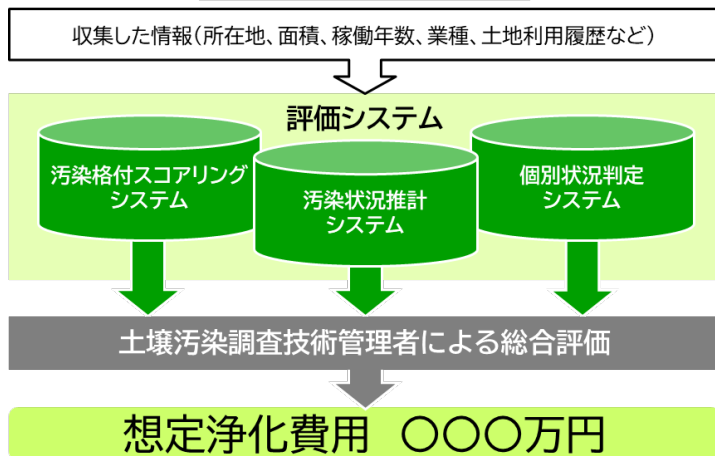 収集した情報(所在地、面積、稼働年数、業種、土地利用履歴など)
評価システム
汚染格付スコアリング
システム
汚染状況推計
システム
個別状況判定
システム
土壌汚染調査技術管理者による総合評価
想定浄化費用 〇〇〇万円